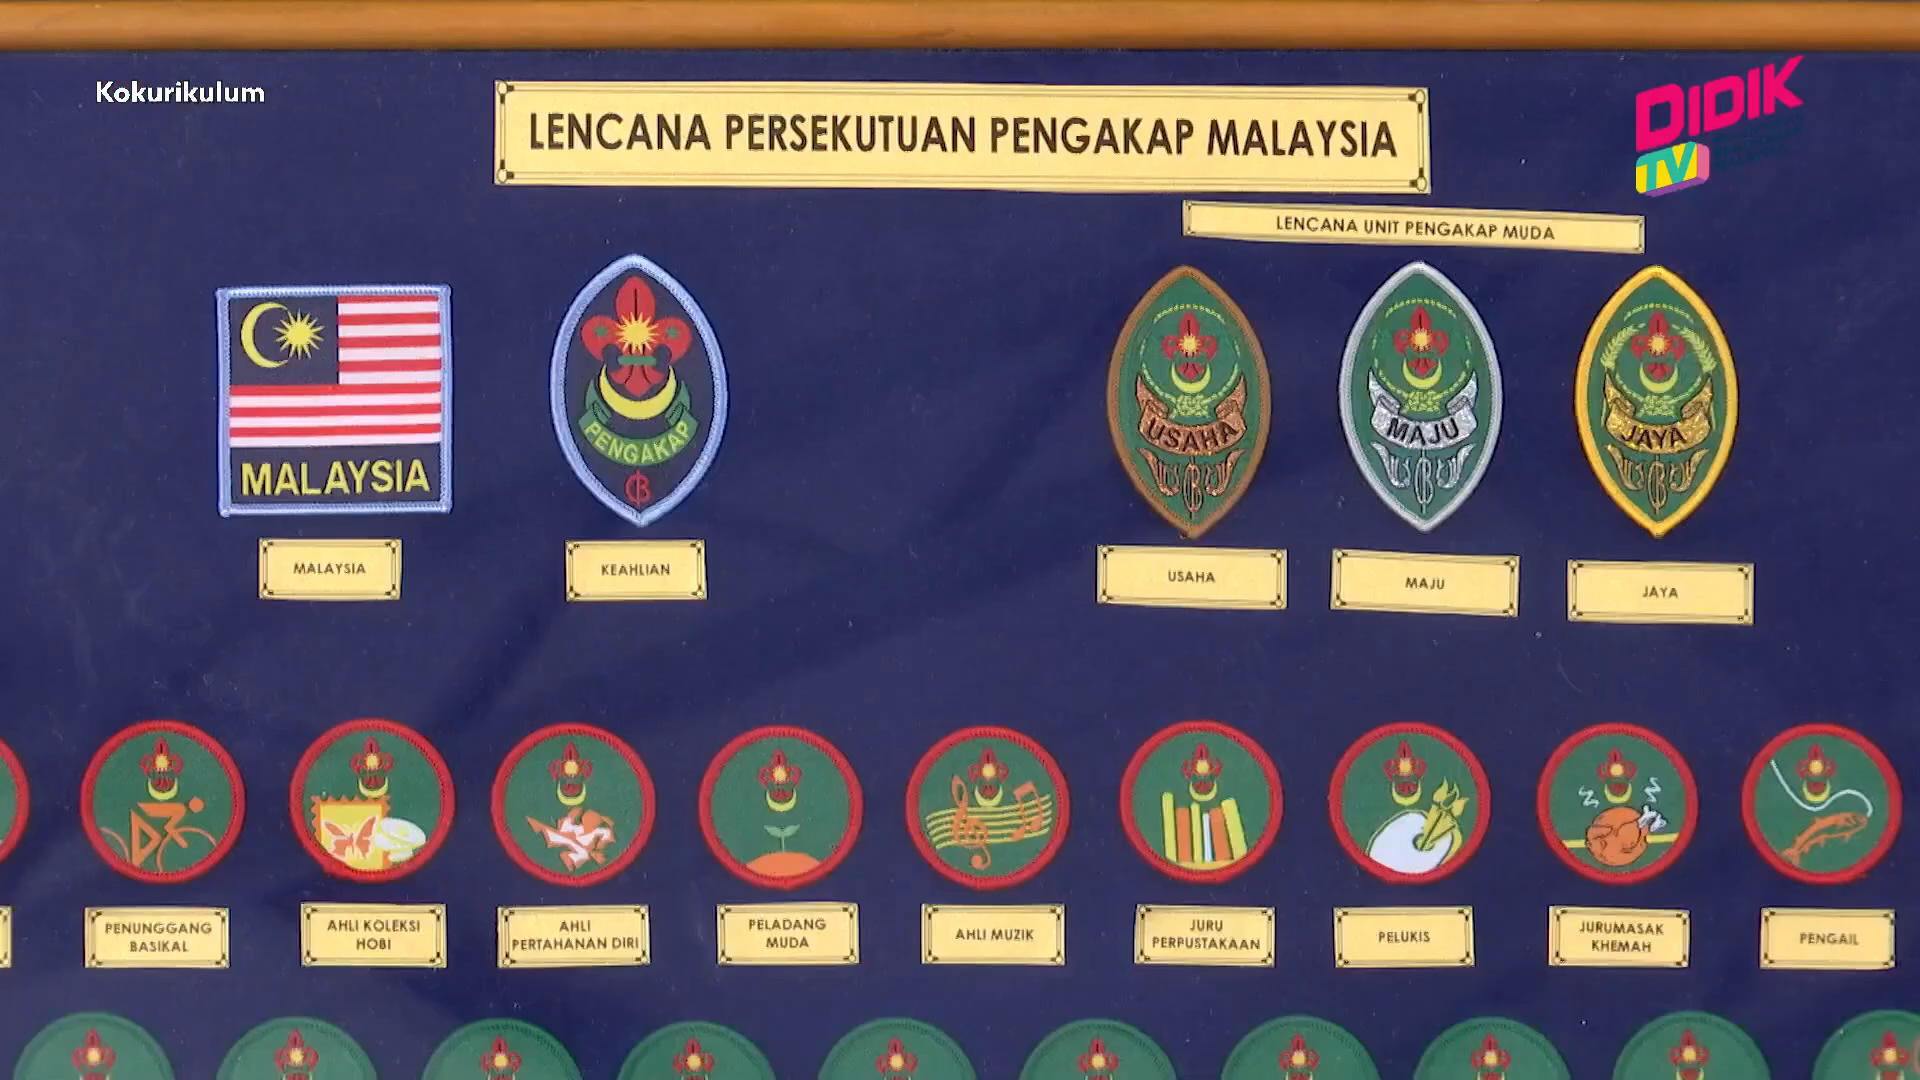 Kokurikulum
DIDIK
TV
LENCANA PERSEKUTUAN PENGAKAP MALAYSIA
LENCANA UNIT PENGAKAP MUDA
MALAYSIA
PENGAKAP
USAHA
MAJU
JAYA
MALAYSIA
KEAHLIAN
USAHA
MAJU
JAYA
PENUNGGANG
BASIKAL
AHLI KOLEKSI
HOBI
AHLI
PERTAHANAN DIRI
PELADANG
MUDA
AHLI MUZIK
JURU
PERPUSTAKAAN
PELUKIS
JURUMASAK
KHEMAH
PENGAIL